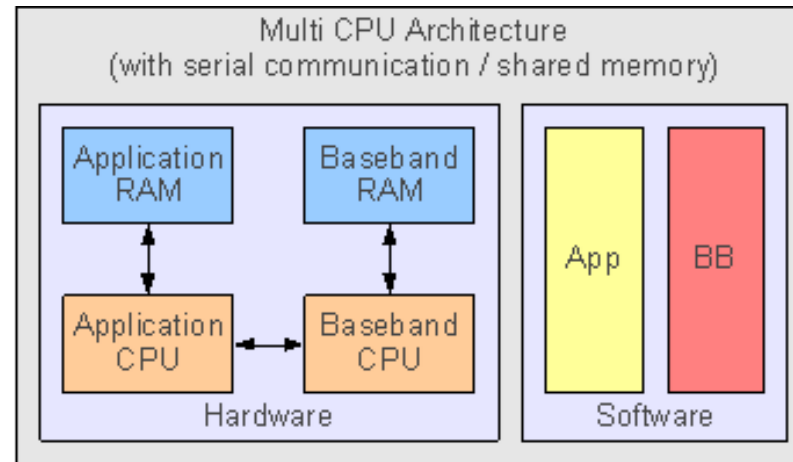 Multi CPU Architecture
(with serial communication / shared memory)
Application
RAM
Baseband
RAM
Application
CPU
Baseband
CPU
Hardware
App
BB
Software